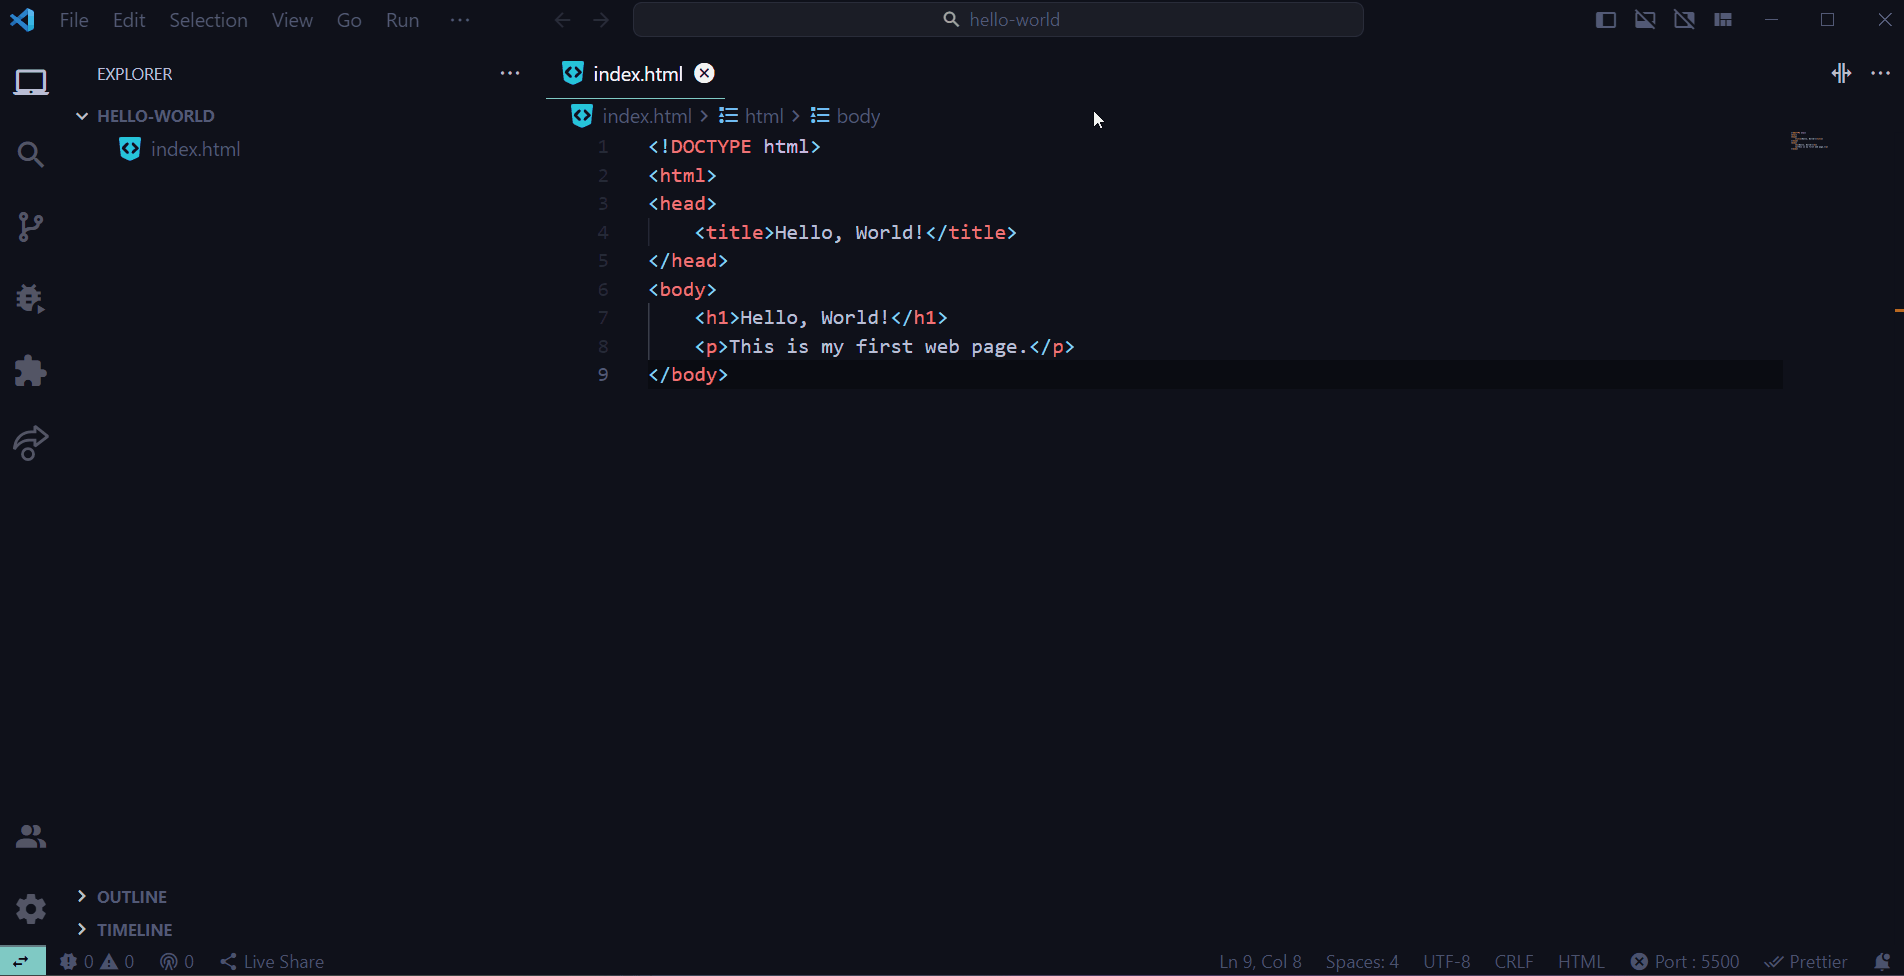 File Edit Selection View Go Run ···
hello-world
EXPLORER
HELLO-WORLD
index.html
index.html
index.html > html > body
1 <!DOCTYPE html>
2 <html>
3 <head>
4     <title>Hello, World!</title>
5 </head>
6 <body>
7     <h1>Hello, World!</h1>
8     <p>This is my first web page.</p>
9 </body>
OUTLINE
TIMELINE
0 0 0 Live Share
Ln 9, Col 8 Spaces: 4 UTF-8 CRLF HTML Port : 5500 Prettier